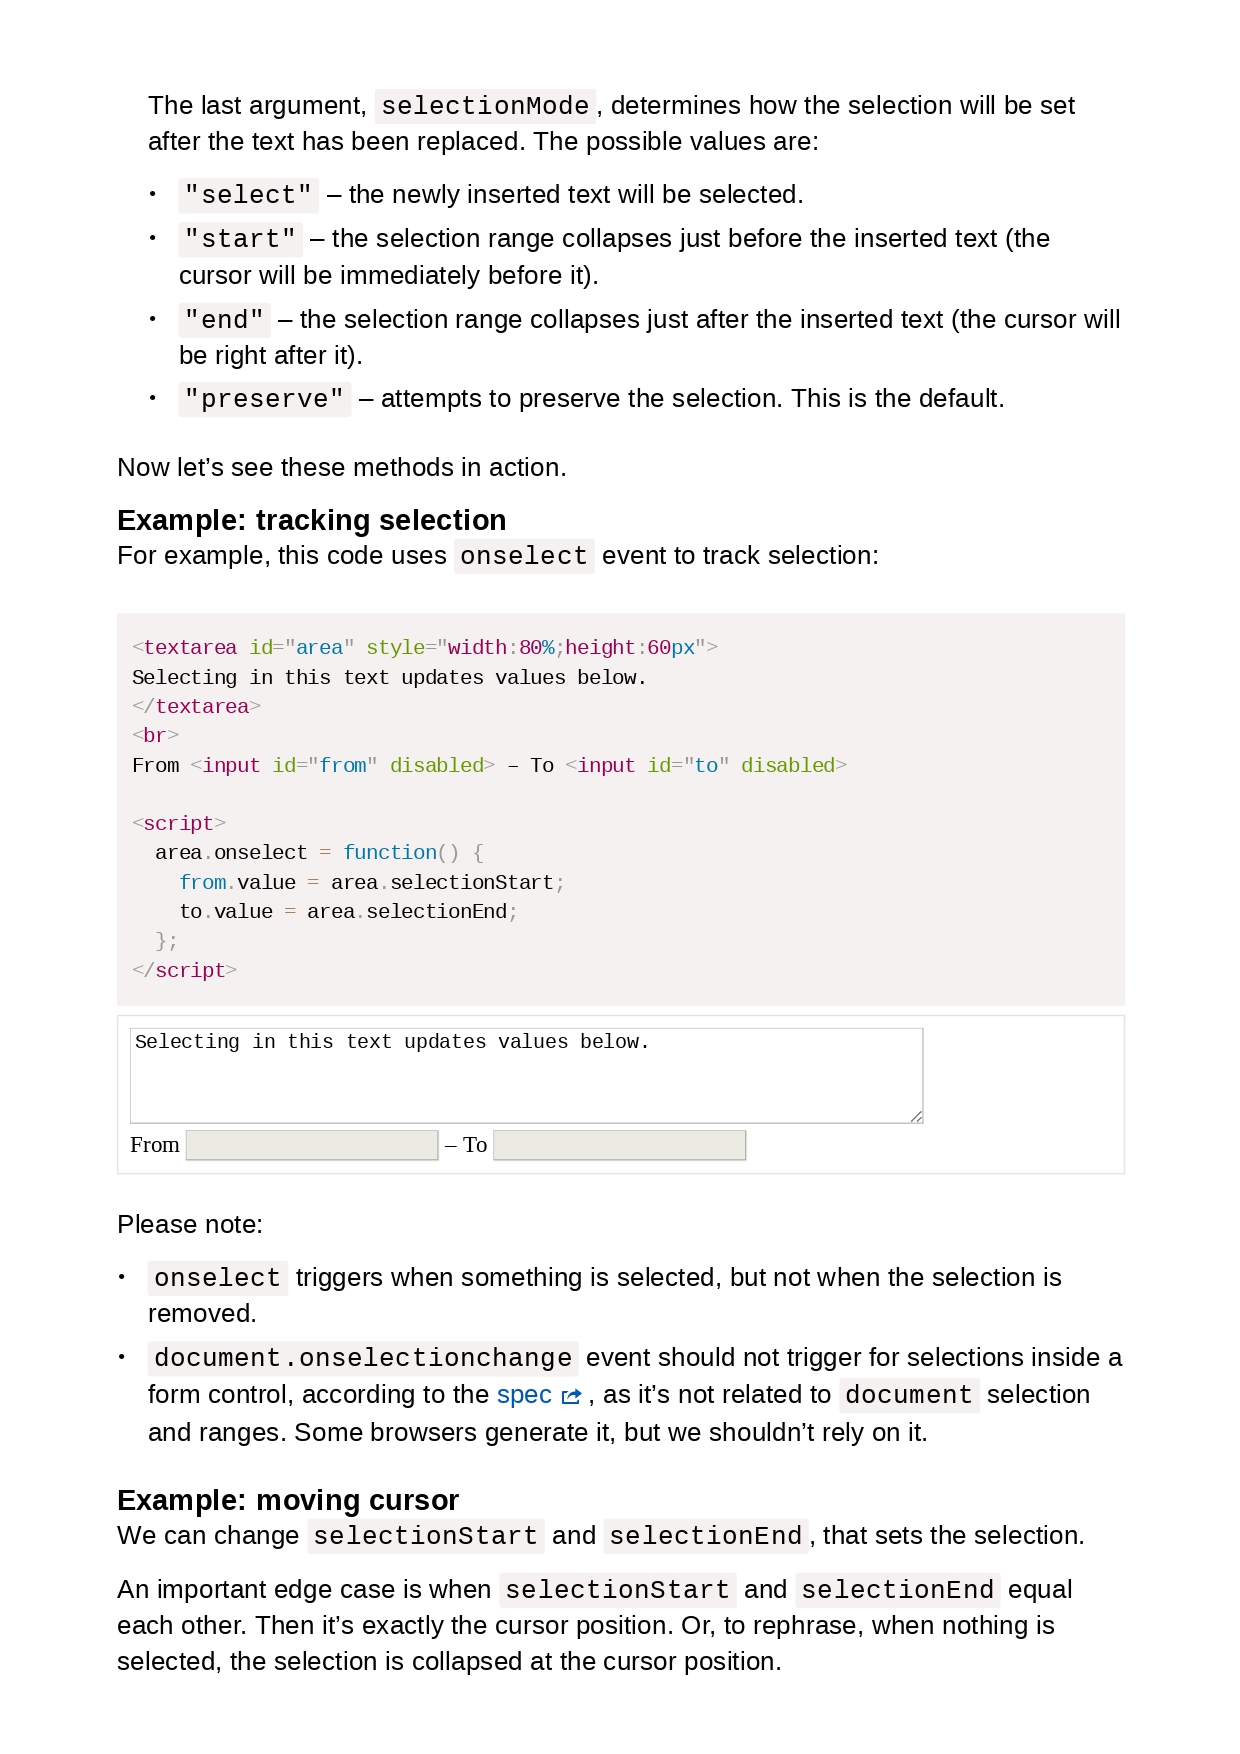 The last argument, selectionMode, determines how the selection will be set
after the text has been replaced. The possible values are:
• "select" – the newly inserted text will be selected.
• "start" – the selection range collapses just before the inserted text (the
cursor will be immediately before it).
• "end" – the selection range collapses just after the inserted text (the cursor will
be right after it).
• "preserve" – attempts to preserve the selection. This is the default.
Now let’s see these methods in action.
Example: tracking selection
For example, this code uses onselect event to track selection:
<textarea id="area" style="width:80%;height:60px">
Selecting in this text updates values below.
</textarea>
<br>
From <input id="from" disabled> – To <input id="to" disabled>
<script>
  area.onselect = function() {
    from.value = area.selectionStart;
    to.value = area.selectionEnd;
  };
</script>
Selecting in this text updates values below.
From – To
Please note:
• onselect triggers when something is selected, but not when the selection is
removed.
• document.onselectionchange event should not trigger for selections inside a
form control, according to the spec , as it’s not related to document selection
and ranges. Some browsers generate it, but we shouldn’t rely on it.
Example: moving cursor
We can change selectionStart and selectionEnd, that sets the selection.
An important edge case is when selectionStart and selectionEnd equal
each other. Then it’s exactly the cursor position. Or, to rephrase, when nothing is
selected, the selection is collapsed at the cursor position.